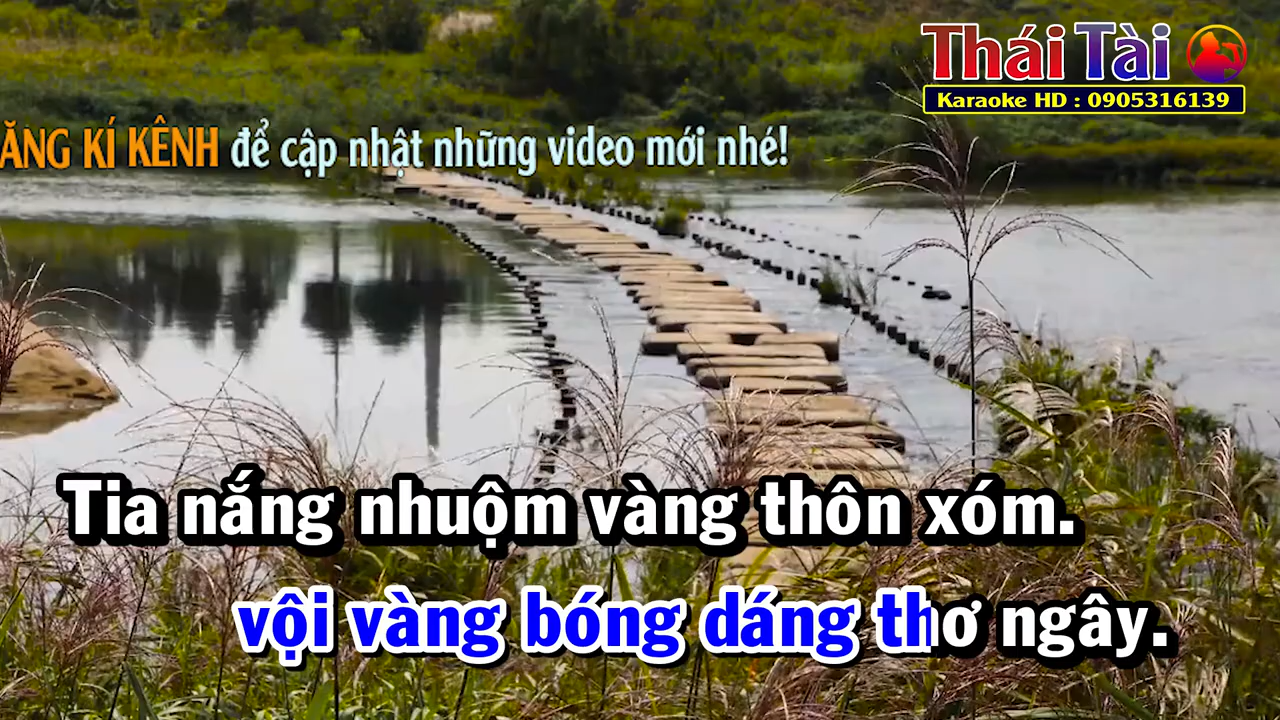 Thái Tài
Karaoke HD : 0905316139
ĂNG KÍ KÊNH để cập nhật những video mới nhé!
Tia nắng nhuộm vàng thôn xóm.
vội vàng bóng dáng thơ ngây.